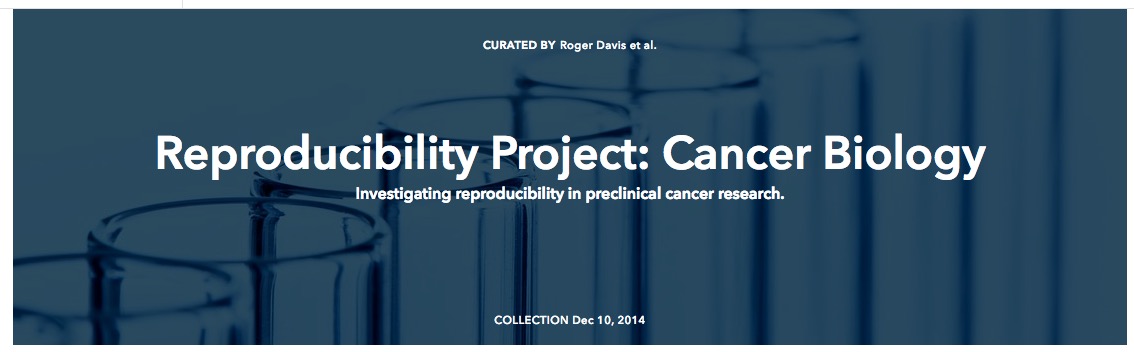 CURATED BY Roger Davis et al.
Reproducibility Project: Cancer Biology
Investigating reproducibility in preclinical cancer research.
COLLECTION Dec 10, 2014